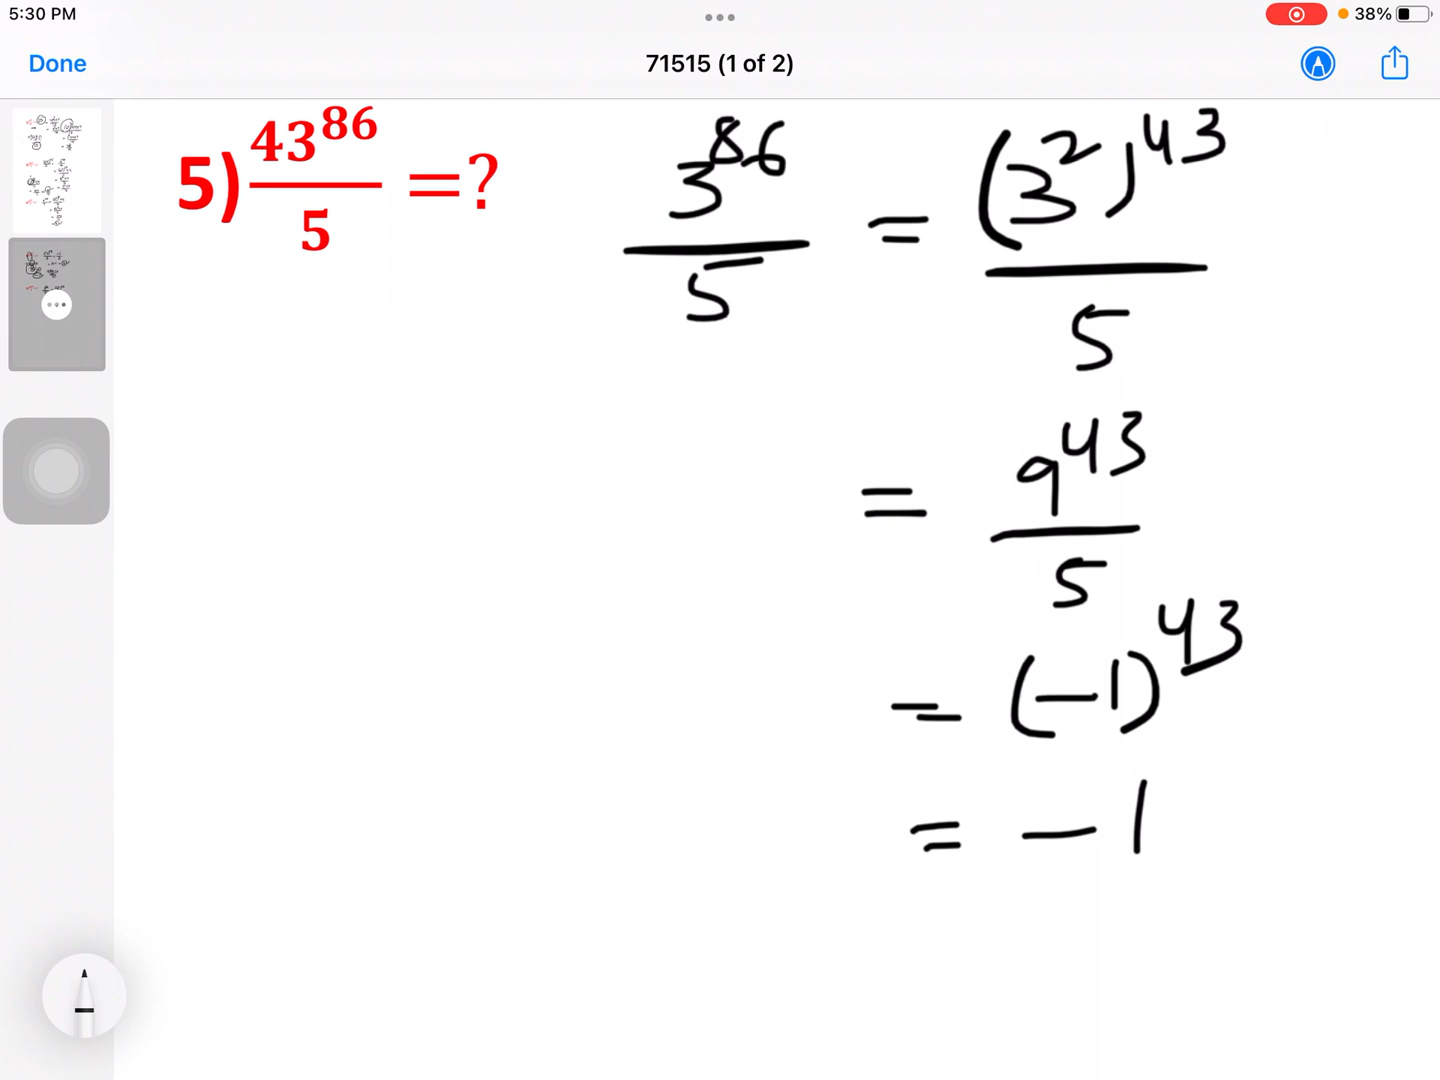 5:30 PM
38%
Done
71515 (1 of 2)
5) 43^86 / 5 = ?
3^86 / 5 = (3^2)^43 / 5
= 9^43 / 5
= (-1)^43
= -1